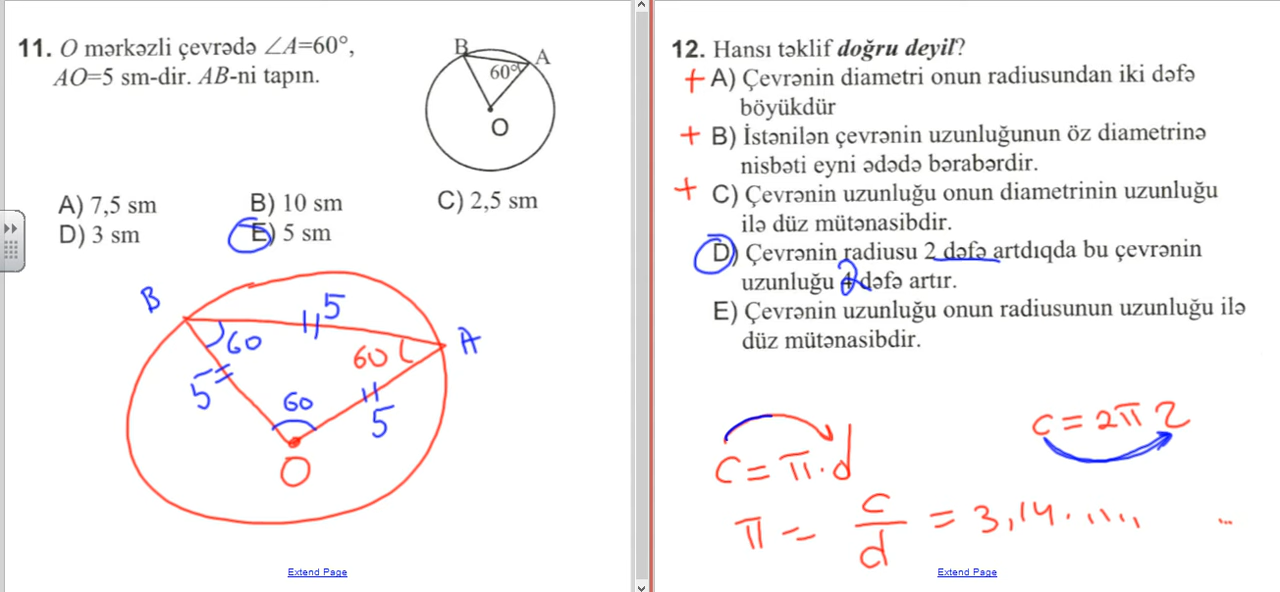 11. O mərkəzli çevrədə ∠A=60°,
AO=5 sm-dir. AB-ni tapın.
B
A
60°
O
A) 7,5 sm
B) 10 sm
C) 2,5 sm
D) 3 sm
E) 5 sm
B
5
60
60
A
5
60
5
O
Extend Page
12. Hansı təklif doğru deyil?
+ A) Çevrənin diametri onun radiusundan iki dəfə
böyükdür
+ B) İstənilən çevrənin uzunluğunun öz diametrinə
nisbəti eyni ədədə bərabərdir.
+ C) Çevrənin uzunluğu onun diametrinin uzunluğu
ilə düz mütənasibdir.
D) Çevrənin radiusu 2 dəfə artdıqda bu çevrənin
uzunluğu 4 2 dəfə artır.
E) Çevrənin uzunluğu onun radiusunun uzunluğu ilə
düz mütənasibdir.
c = π · d
c = 2π r
π = c/d = 3,14.....
Extend Page